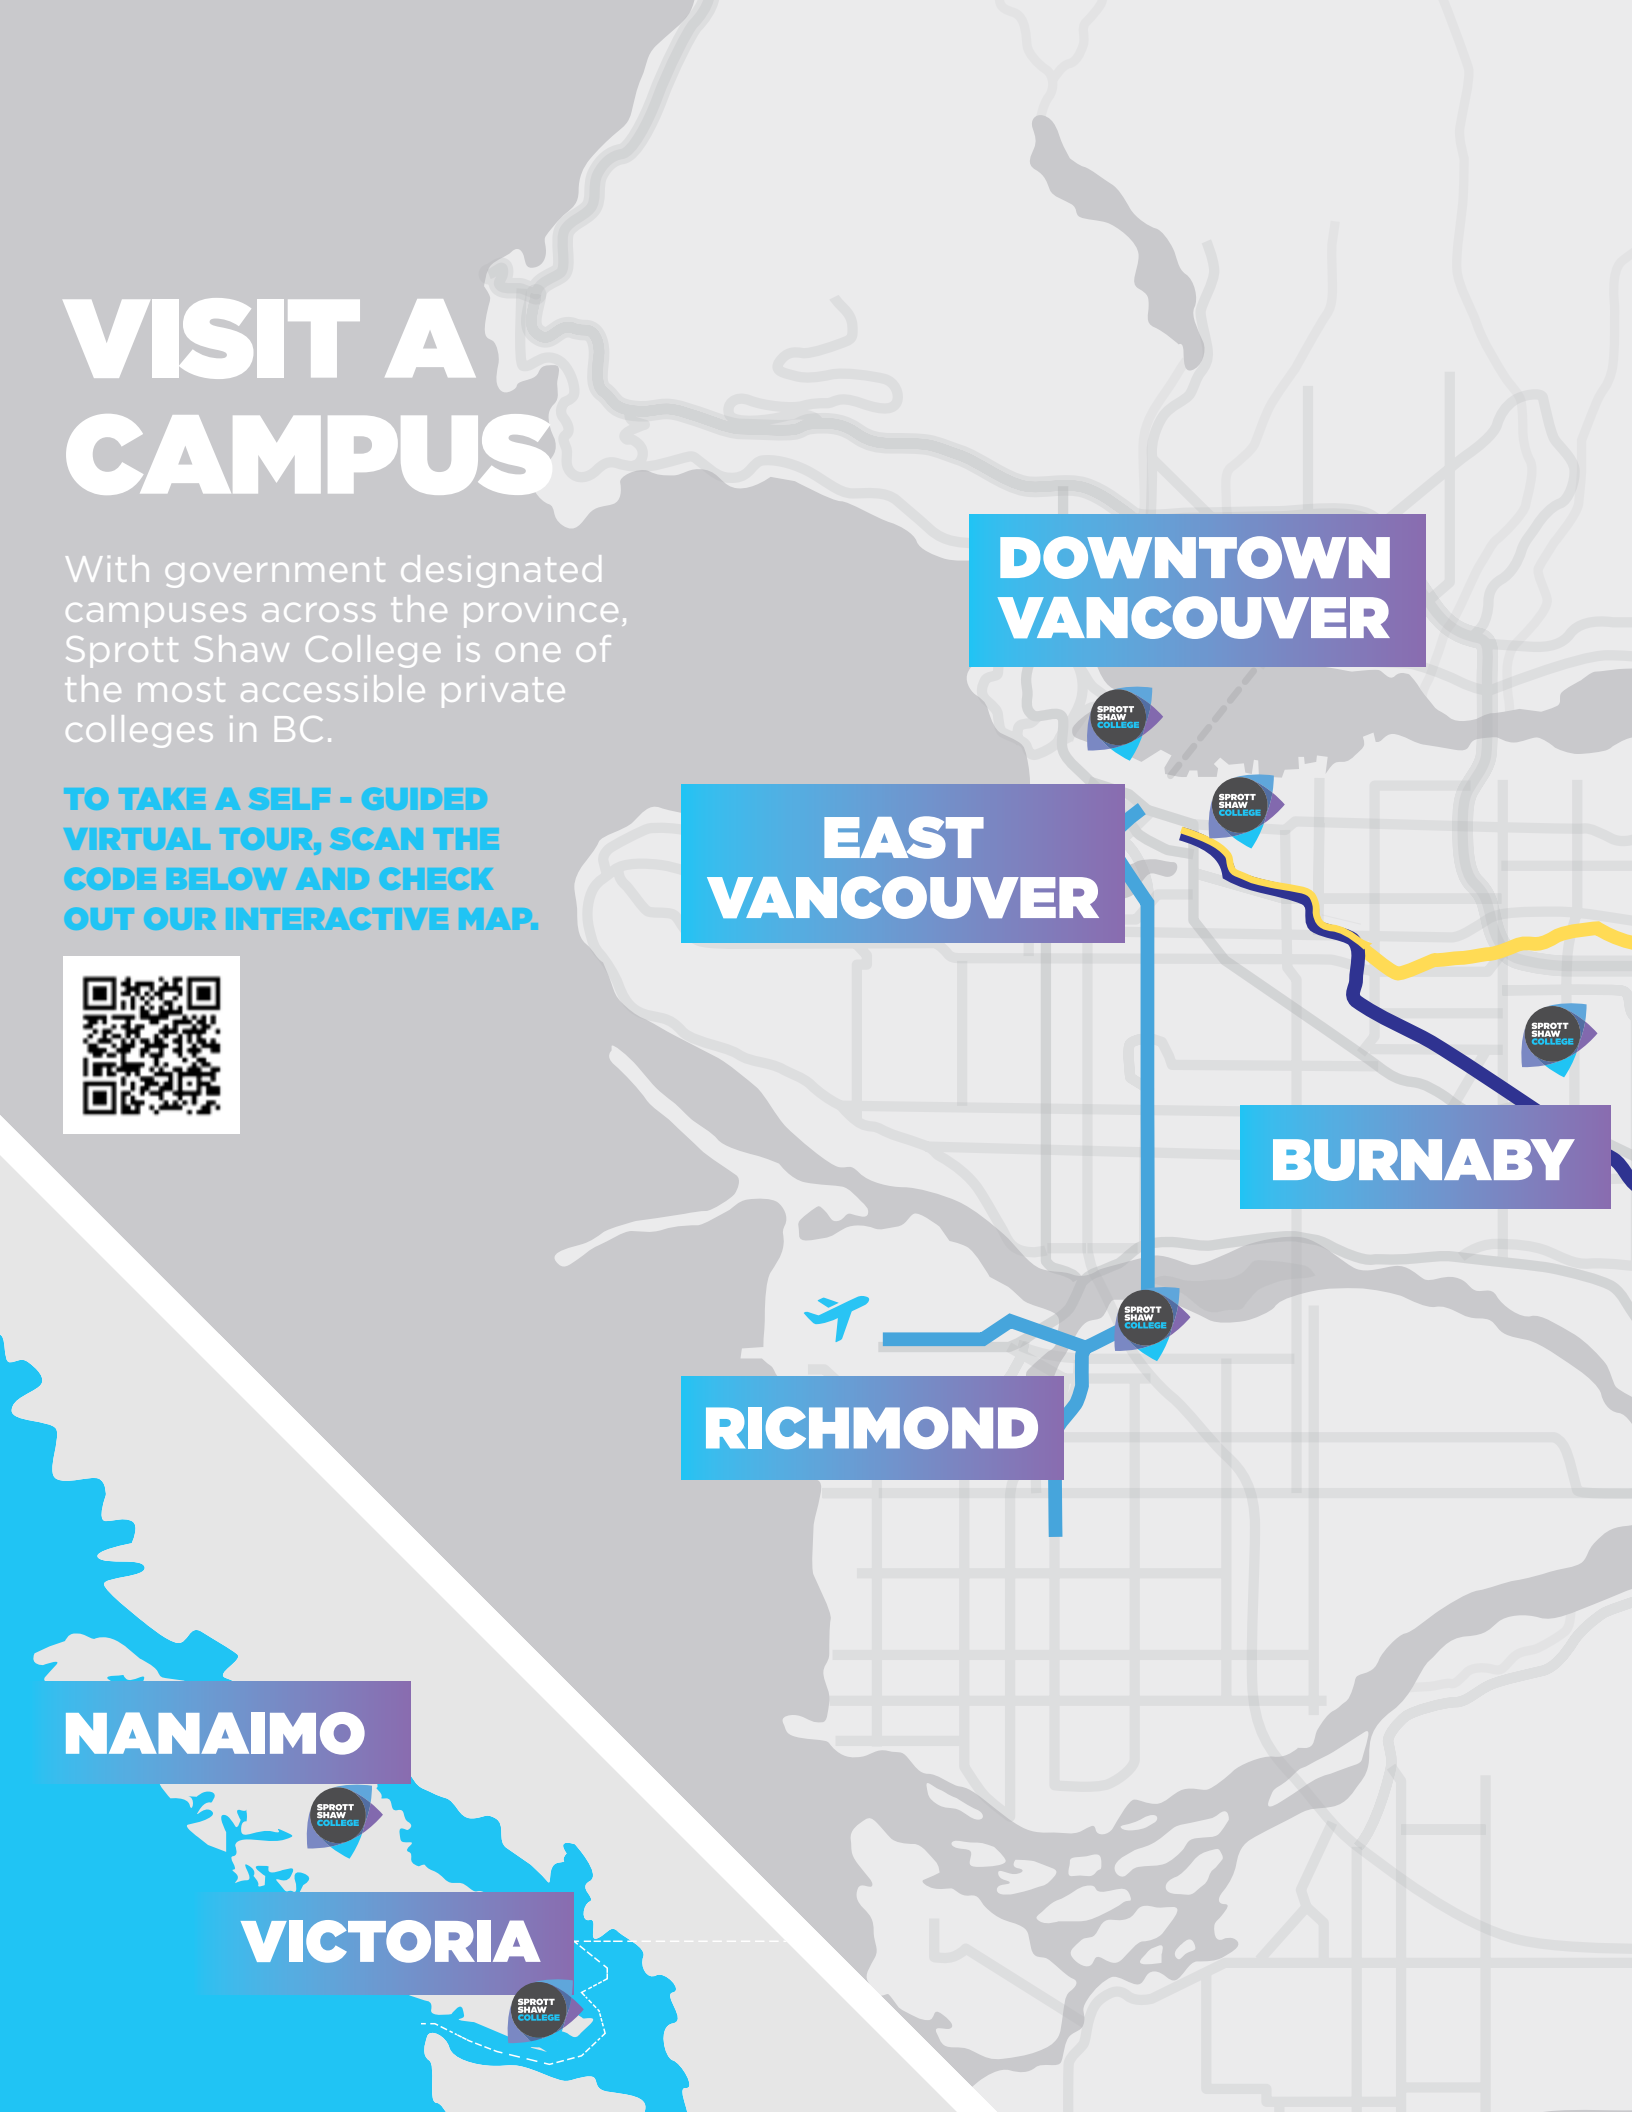 VISIT A
CAMPUS
With government designated
campuses across the province,
Sprott Shaw College is one of
the most accessible private
colleges in BC.
TO TAKE A SELF - GUIDED
VIRTUAL TOUR, SCAN THE
CODE BELOW AND CHECK
OUT OUR INTERACTIVE MAP.
DOWNTOWN
VANCOUVER
SPROTT
SHAW
COLLEGE
SPROTT
SHAW
COLLEGE
EAST
VANCOUVER
SPROTT
SHAW
COLLEGE
BURNABY
SPROTT
SHAW
COLLEGE
RICHMOND
NANAIMO
SPROTT
SHAW
COLLEGE
VICTORIA
SPROTT
SHAW
COLLEGE